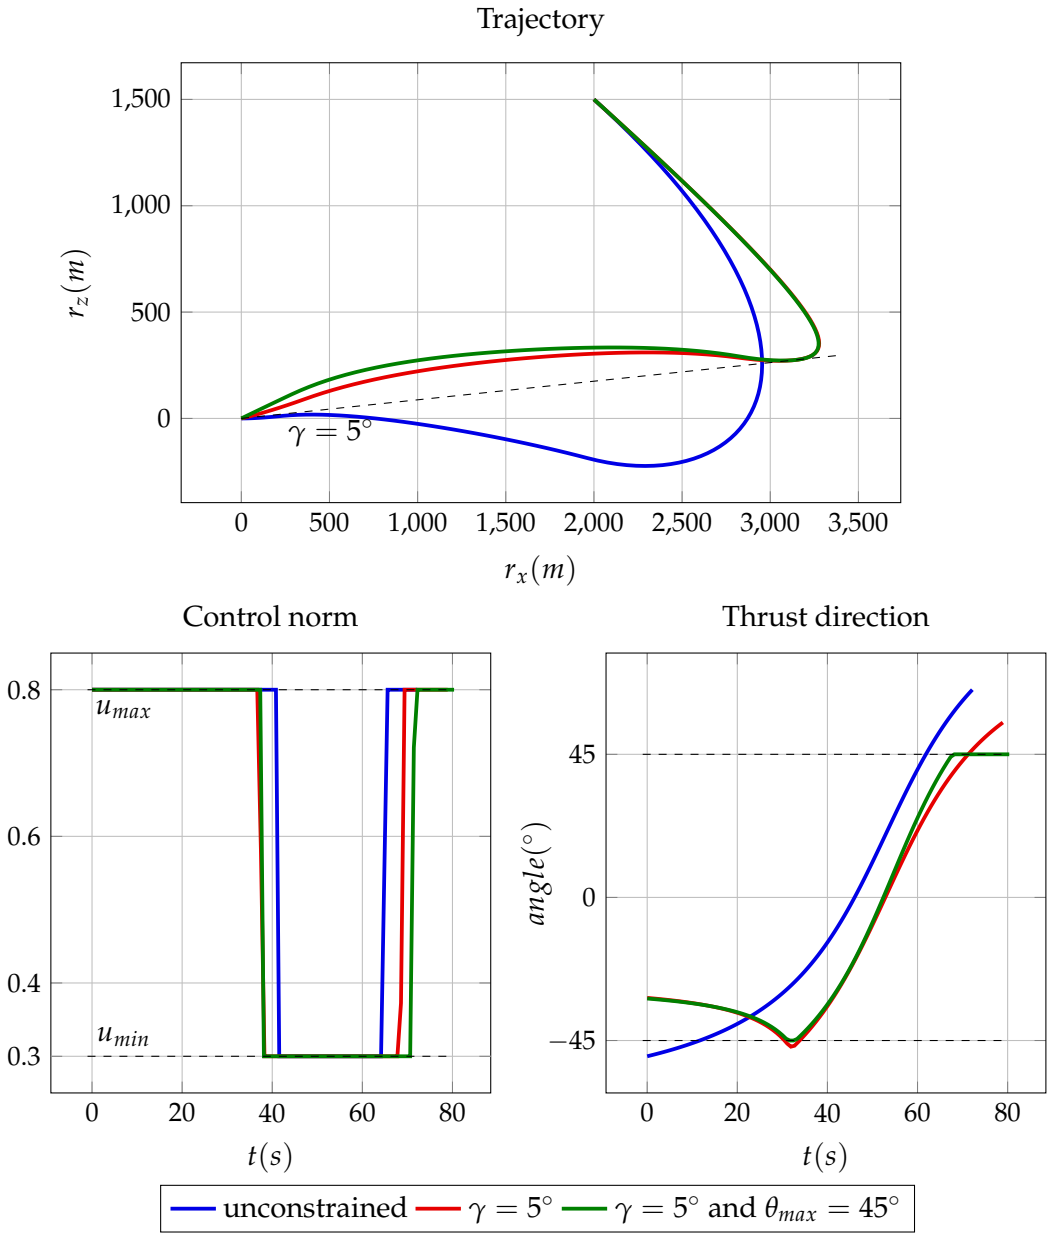 Trajectory
1,500
1,000
500
0
r_z(m)
γ = 5°
0 500 1,000 1,500 2,000 2,500 3,000 3,500
r_x(m)
Control norm
0.8
0.6
0.4
0.3
u_max
u_min
0 20 40 60 80
t(s)
Thrust direction
45
0
−45
angle(°)
0 20 40 60 80
t(s)
unconstrained γ = 5° γ = 5° and θ_max = 45°